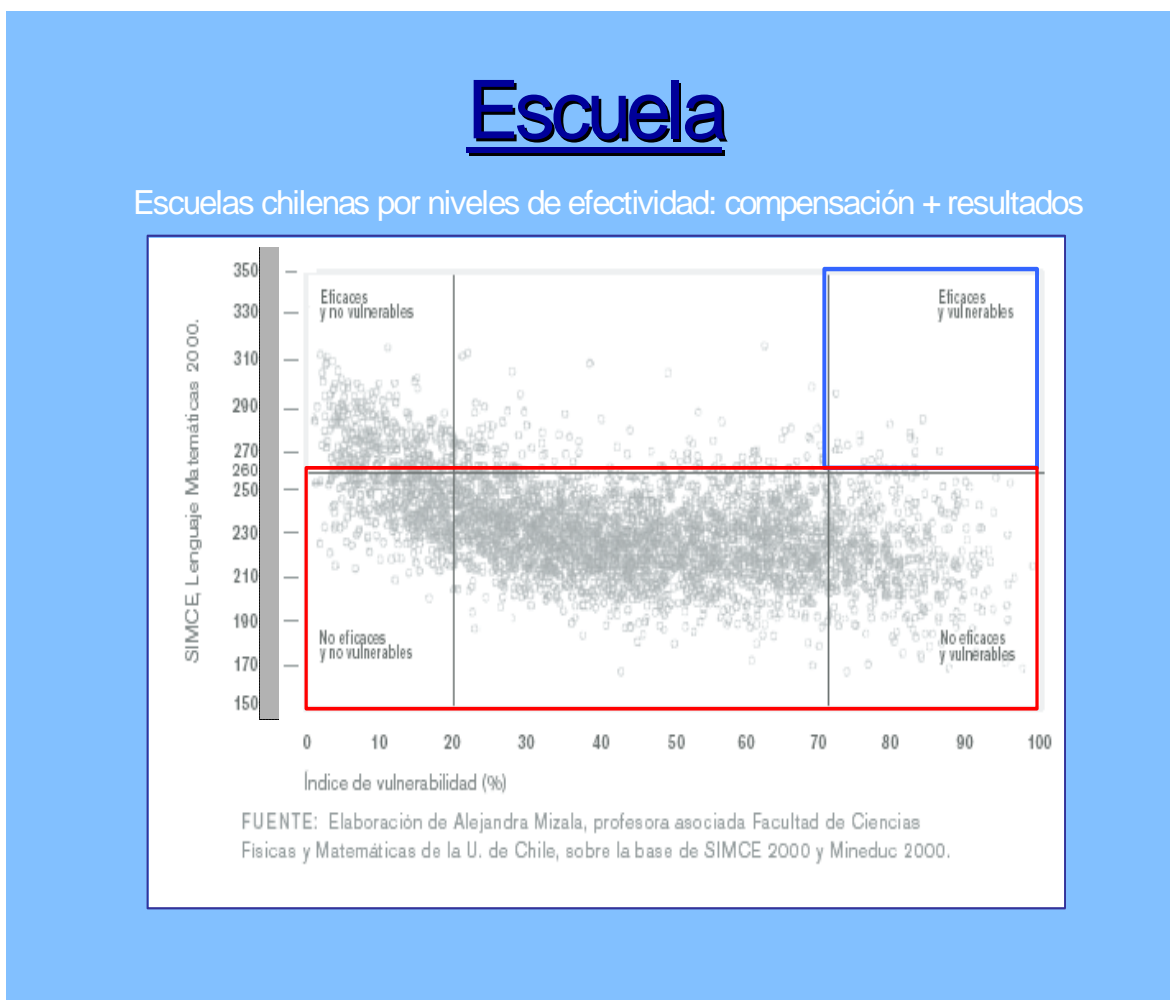 Escuela
Escuelas chilenas por niveles de efectividad: compensación + resultados
SIMCE, Lenguaje Matemáticas 2000.
350
330
310
290
270
260
250
230
210
190
170
150
Eficaces
y no vulnerables
Eficaces
y vulnerables
No eficaces
y no vulnerables
No eficaces
y vulnerables
0 10 20 30 40 50 60 70 80 90 100
Índice de vulnerabilidad (%)
FUENTE: Elaboración de Alejandra Mizala, profesora asociada Facultad de Ciencias
Físicas y Matemáticas de la U. de Chile, sobre la base de SIMCE 2000 y Mineduc 2000.